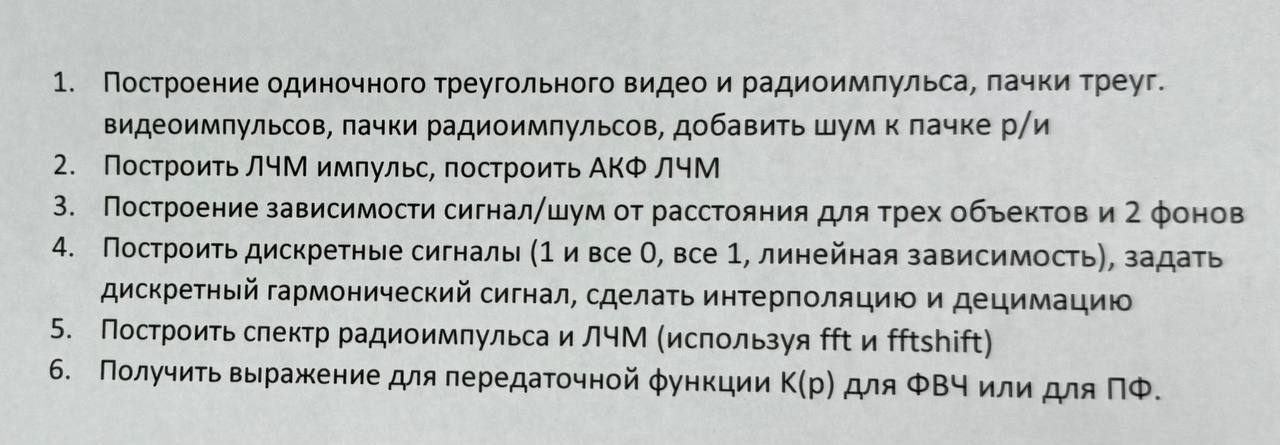 1. Построение одиночного треугольного видео и радиоимпульса, пачки треуг.
видеоимпульсов, пачки радиоимпульсов, добавить шум к пачке р/и
2. Построить ЛЧМ импульс, построить АКФ ЛЧМ
3. Построение зависимости сигнал/шум от расстояния для трех объектов и 2 фонов
4. Построить дискретные сигналы (1 и все 0, все 1, линейная зависимость), задать
дискретный гармонический сигнал, сделать интерполяцию и децимацию
5. Построить спектр радиоимпульса и ЛЧМ (используя fft и fftshift)
6. Получить выражение для передаточной функции K(p) для ФВЧ или для ПФ.